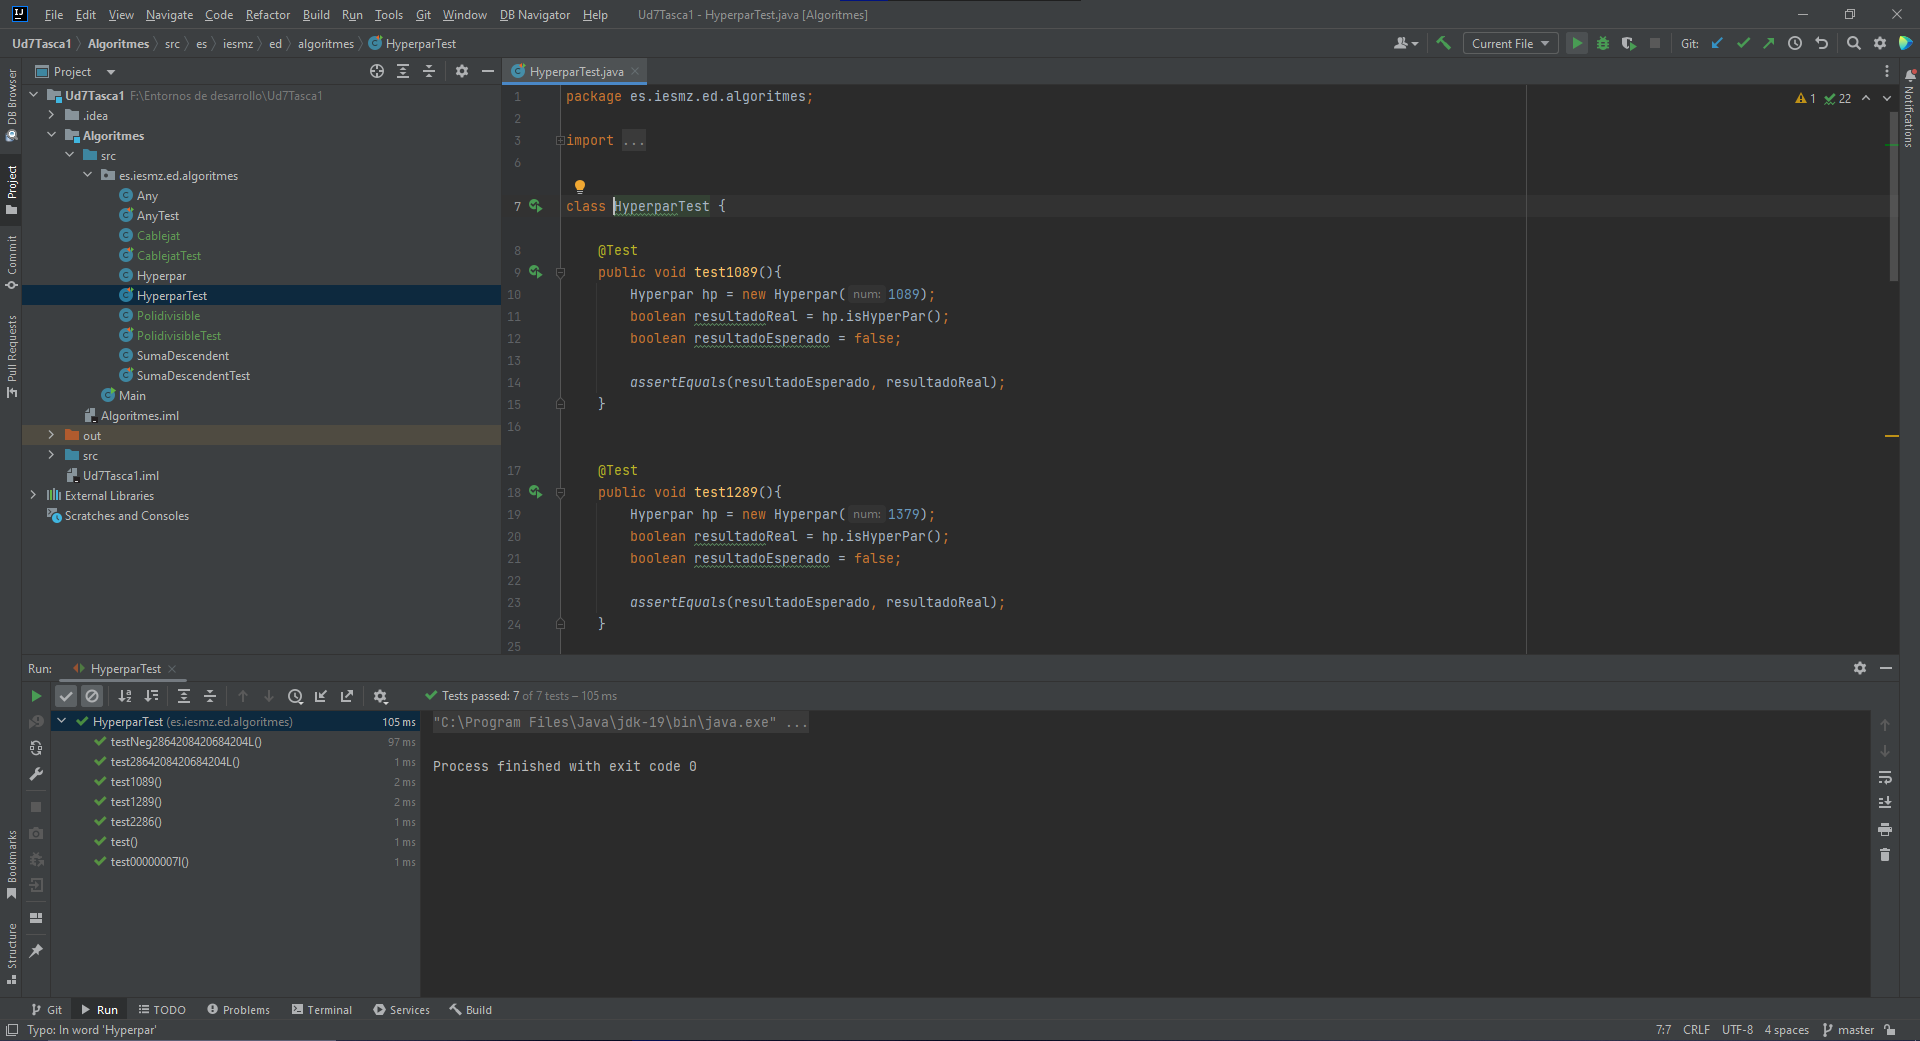 File Edit View Navigate Code Refactor Build Run Tools Git Window DB Navigator Help Ud7Tasca1 - HyperparTest.java [Algoritmes]
Ud7Tasca1 Algoritmes src es iesmz ed algoritmes HyperparTest Current File Git:
Project
HyperparTest.java
DB Browser
Project
Commit
Pull Requests
Bookmarks
Structure
Notifications
Ud7Tasca1 F:\Entornos de desarrollo\Ud7Tasca1
.idea
Algoritmes
src
es.iesmz.ed.algoritmes
Any
AnyTest
Cablejat
CablejatTest
Hyperpar
HyperparTest
Polidivisible
PolidivisibleTest
SumaDescendent
SumaDescendentTest
Main
Algoritmes.iml
out
src
Ud7Tasca1.iml
External Libraries
Scratches and Consoles
1 22
1 package es.iesmz.ed.algoritmes;
2
3 import ...
6
7 class HyperparTest {
8 @Test
9 public void test1089(){
10 Hyperpar hp = new Hyperpar( num: 1089);
11 boolean resultadoReal = hp.isHyperPar();
12 boolean resultadoEsperado = false;
13
14 assertEquals(resultadoEsperado, resultadoReal);
15 }
16
17 @Test
18 public void test1289(){
19 Hyperpar hp = new Hyperpar( num: 1379);
20 boolean resultadoReal = hp.isHyperPar();
21 boolean resultadoEsperado = false;
22
23 assertEquals(resultadoEsperado, resultadoReal);
24 }
25
Run: HyperparTest
Tests passed: 7 of 7 tests – 105 ms
HyperparTest (es.iesmz.ed.algoritmes) 105 ms
testNeg2864208420684204L() 97 ms
test2864208420684204L() 1 ms
test1089() 2 ms
test1289() 2 ms
test2286() 1 ms
test() 1 ms
test00000007l() 1 ms
"C:\Program Files\Java\jdk-19\bin\java.exe" ...
Process finished with exit code 0
Git Run TODO Problems Terminal Services Build
Typo: In word 'Hyperpar' 7:7 CRLF UTF-8 4 spaces master